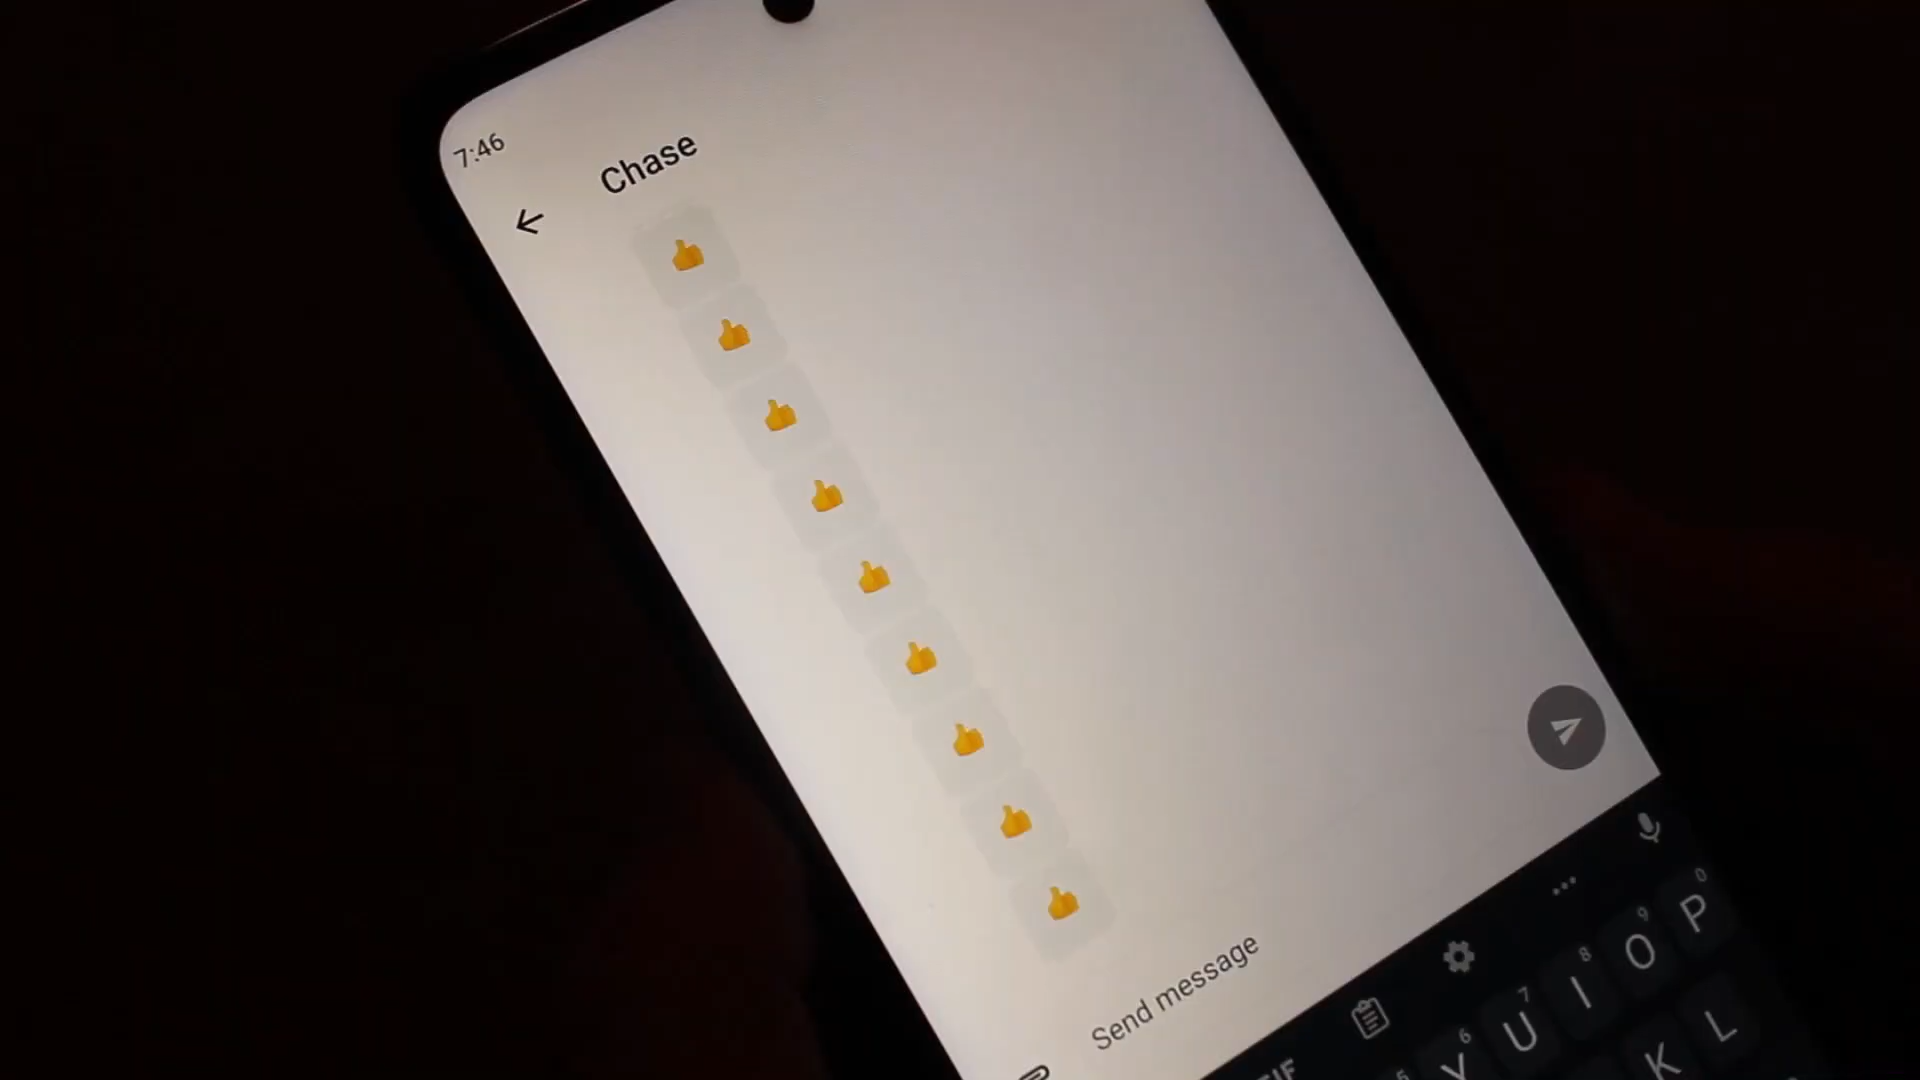 7:46
Chase
👍
👍
👍
👍
👍
👍
👍
👍
👍
Send message
6 7 8 9 0
Y U I O P
K L